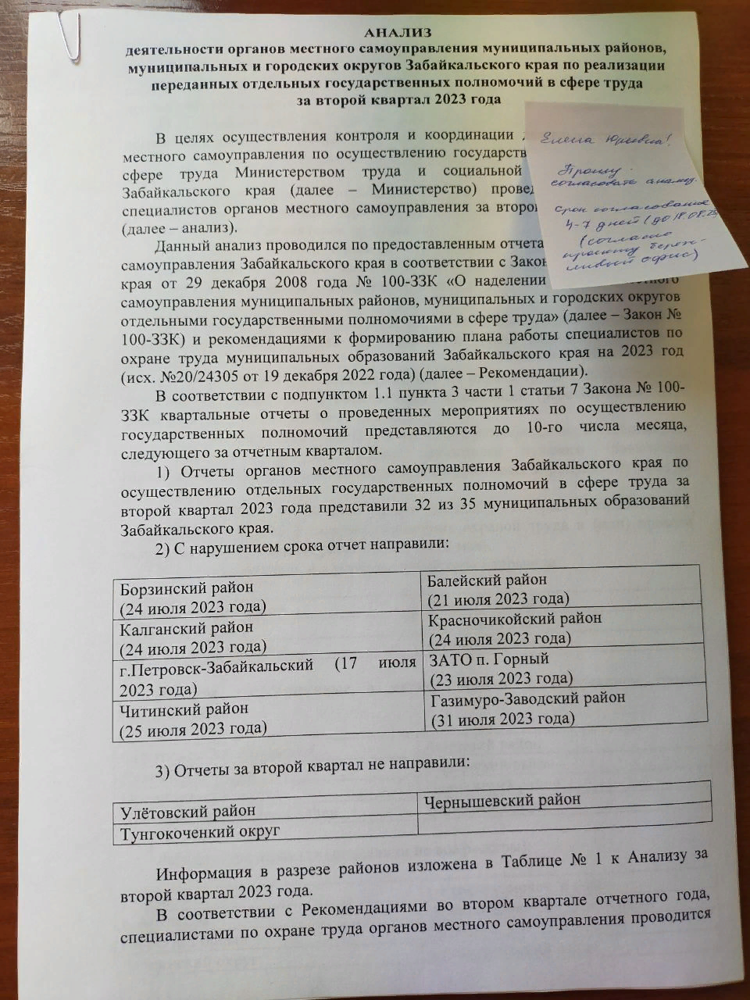 АНАЛИЗ
деятельности органов местного самоуправления муниципальных районов,
муниципальных и городских округов Забайкальского края по реализации
переданных отдельных государственных полномочий в сфере труда
за второй квартал 2023 года
В целях осуществления контроля и координации
местного самоуправления по осуществлению государств
сфере труда Министерством труда и социальной
Забайкальского края (далее – Министерство) провед
специалистов органов местного самоуправления за второ
(далее – анализ).
Данный анализ проводился по предоставленным отчета
самоуправления Забайкальского края в соответствии с Закон
края от 29 декабря 2008 года № 100-ЗЗК «О наделении
самоуправления муниципальных районов, муниципальных и городских округов
отдельными государственными полномочиями в сфере труда» (далее – Закон №
100-ЗЗК) и рекомендациями к формированию плана работы специалистов по
охране труда муниципальных образований Забайкальского края на 2023 год
(исх. №20/24305 от 19 декабря 2022 года) (далее – Рекомендации).
В соответствии с подпунктом 1.1 пункта 3 части 1 статьи 7 Закона № 100-
ЗЗК квартальные отчеты о проведенных мероприятиях по осуществлению
государственных полномочий представляются до 10-го числа месяца,
следующего за отчетным кварталом.
1) Отчеты органов местного самоуправления Забайкальского края по
осуществлению отдельных государственных полномочий в сфере труда за
второй квартал 2023 года представили 32 из 35 муниципальных образований
Забайкальского края.
2) С нарушением срока отчет направили:
Борзинский район
(24 июля 2023 года)
Балейский район
(21 июля 2023 года)
Калганский район
(24 июля 2023 года)
Красночикойский район
(24 июля 2023 года)
г.Петровск-Забайкальский (17 июля
2023 года)
ЗАТО п. Горный
(23 июля 2023 года)
Читинский район
(25 июля 2023 года)
Газимуро-Заводский район
(31 июля 2023 года)
3) Отчеты за второй квартал не направили:
Улётовский район
Чернышевский район
Тунгокоченкий округ
Информация в разрезе районов изложена в Таблице № 1 к Анализу за
второй квартал 2023 года.
В соответствии с Рекомендациями во втором квартале отчетного года,
специалистами по охране труда органов местного самоуправления проводится
Елена Юрьевна!
Прошу
согласовать анализ.
срок согласования
4-7 дней (до 18.08.23
(согласно
проекту береж-
ливый офис)